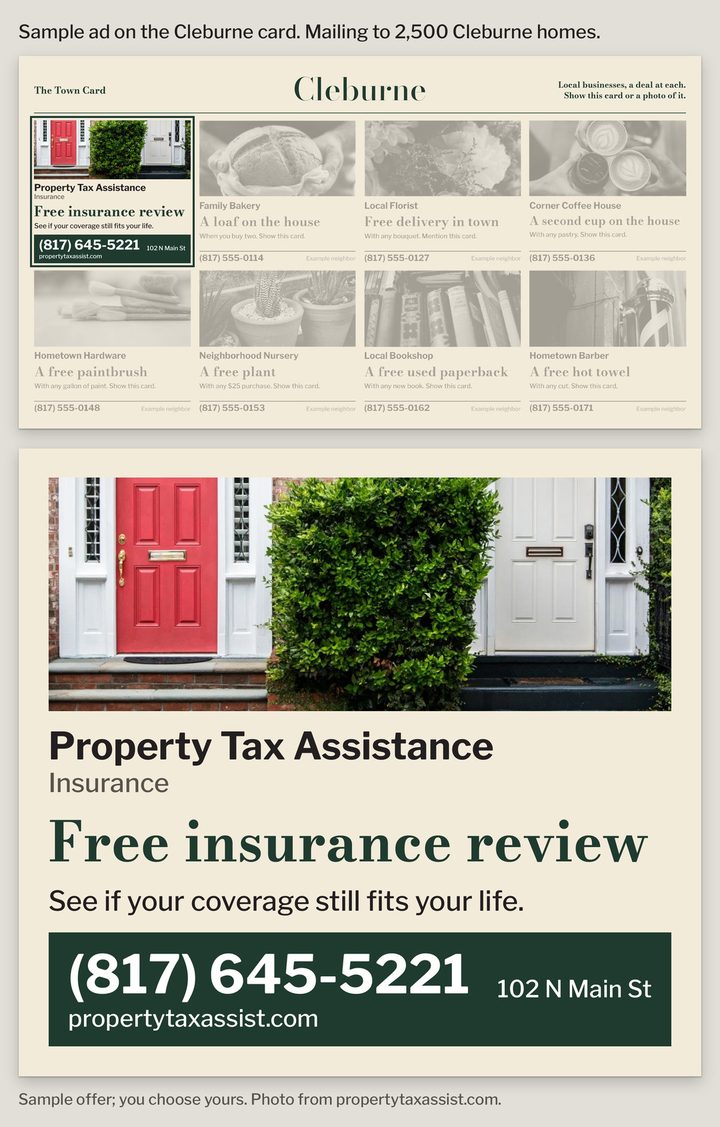 Sample ad on the Cleburne card. Mailing to 2,500 Cleburne homes.
The Town Card
Cleburne
Local businesses, a deal at each.
Show this card or a photo of it.
Property Tax Assistance
Insurance
Free insurance review
See if your coverage still fits your life.
(817) 645-5221 102 N Main St
propertytaxassist.com
Family Bakery
A loaf on the house
When you buy two. Show this card.
(817) 555-0114 Example neighbor
Local Florist
Free delivery in town
With any bouquet. Mention this card.
(817) 555-0127 Example neighbor
Corner Coffee House
A second cup on the house
With any pastry. Show this card.
(817) 555-0136 Example neighbor
Hometown Hardware
A free paintbrush
With any gallon of paint. Show this card.
(817) 555-0148 Example neighbor
Neighborhood Nursery
A free plant
With any $25 purchase. Show this card.
(817) 555-0153 Example neighbor
Local Bookshop
A free used paperback
With any new book. Show this card.
(817) 555-0162 Example neighbor
Hometown Barber
A free hot towel
With any cut. Show this card.
(817) 555-0171 Example neighbor
Property Tax Assistance
Insurance
Free insurance review
See if your coverage still fits your life.
(817) 645-5221 102 N Main St
propertytaxassist.com
Sample offer; you choose yours. Photo from propertytaxassist.com.